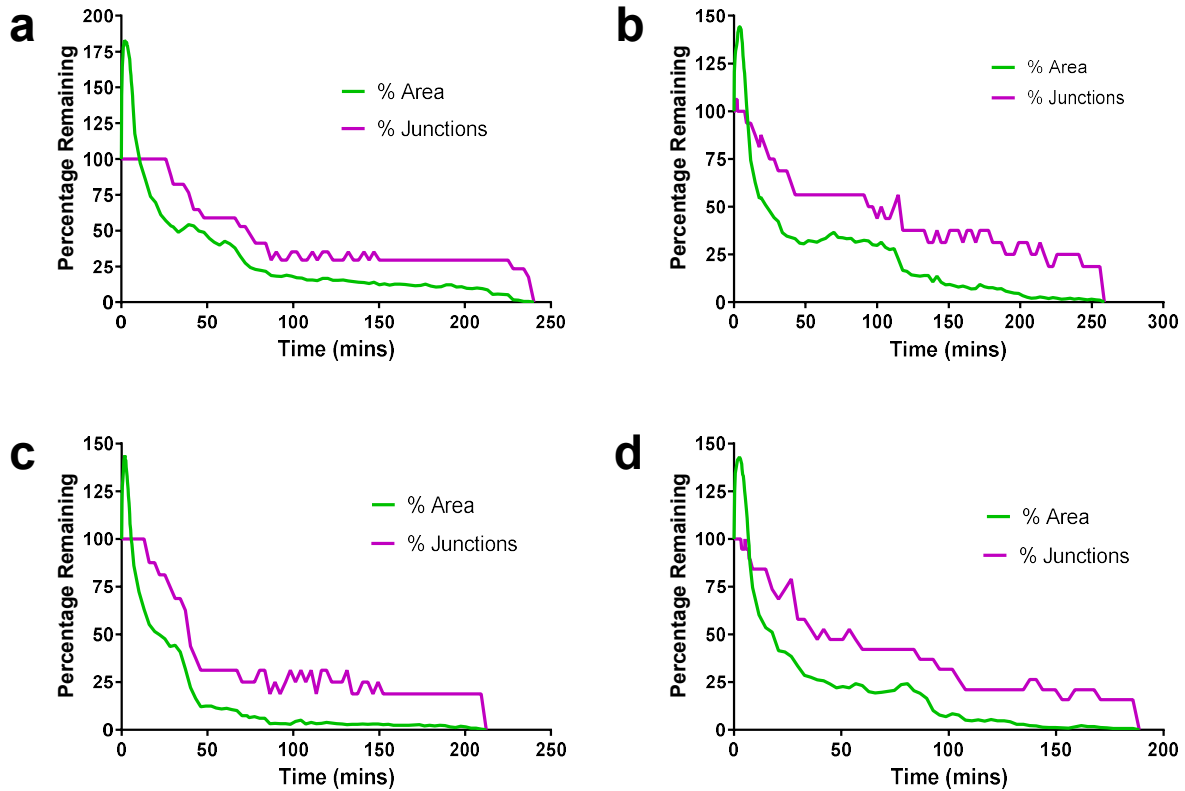 a
Percentage Remaining
200
175
150
125
100
75
50
25
0
0 50 100 150 200 250
Time (mins)
% Area
% Junctions
b
Percentage Remaining
150
125
100
75
50
25
0
0 50 100 150 200 250 300
Time (mins)
% Area
% Junctions
c
Percentage Remaining
150
125
100
75
50
25
0
0 50 100 150 200 250
Time (mins)
% Area
% Junctions
d
Percentage Remaining
150
125
100
75
50
25
0
0 50 100 150 200
Time (mins)
% Area
% Junctions